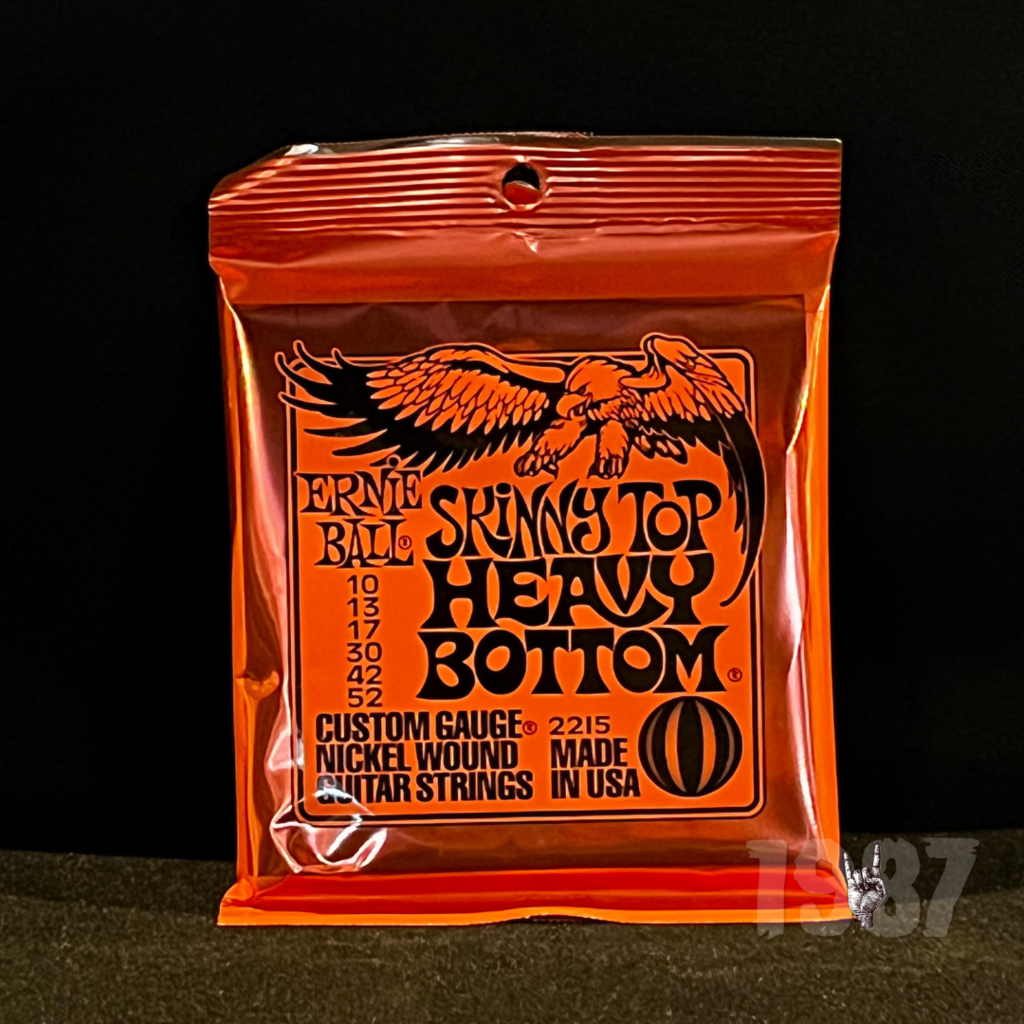 ERNIE
BALL®
SKINNY TOP
HEAVY
BOTTOM®
10
13
17
30
42
52
CUSTOM GAUGE®
NICKEL WOUND
GUITAR STRINGS
2215
MADE
IN USA
1987